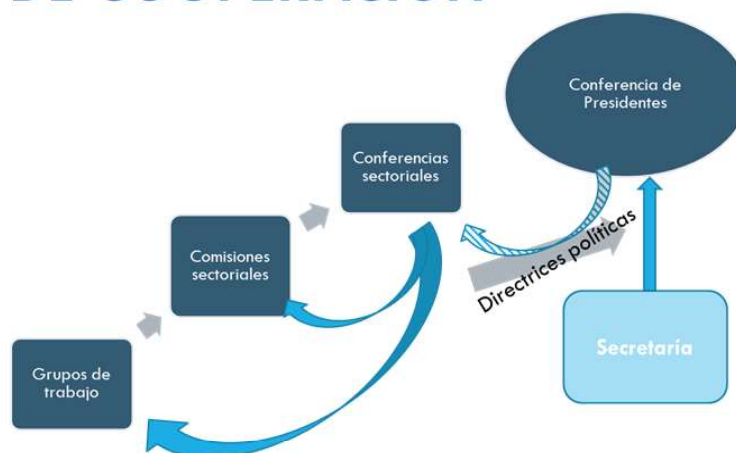 Conferencia de
Presidentes
Conferencias
sectoriales
Directrices políticas
Comisiones
sectoriales
Secretaría
Grupos de
trabajo